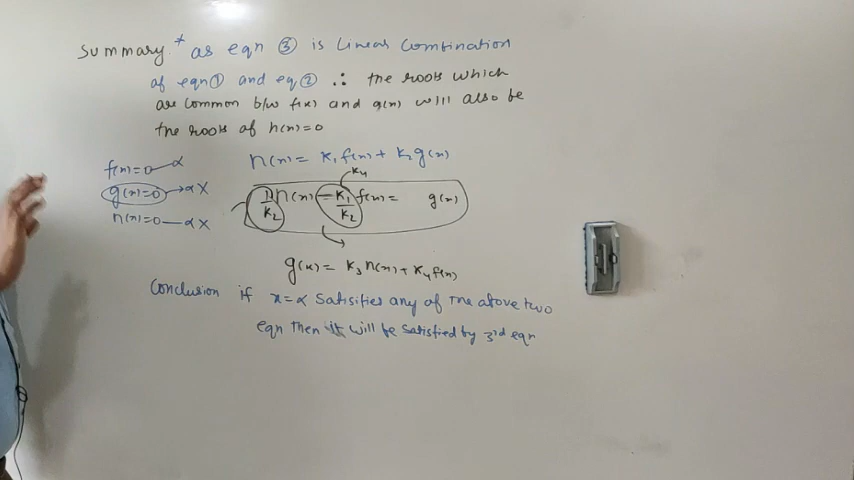 Summary * as eqn ③ is Linear Combination
of eqn① and eq② ∴ the roots which
are common b/w f(x) and g(x) will also be
the roots of h(x)=0
f(x)=0 — α
h(x) = K₁f(x) + K₂g(x)
g(x)=0 → α X
K₄
1/K₂ h(x) - K₁/K₂ f(x) = g(x)
h(x)=0 — α X
g(x) = K₃h(x) + K₄f(x)
Conclusion if x=α Satisifies any of the above two
eqn then it will be satisfied by 3rd eqn